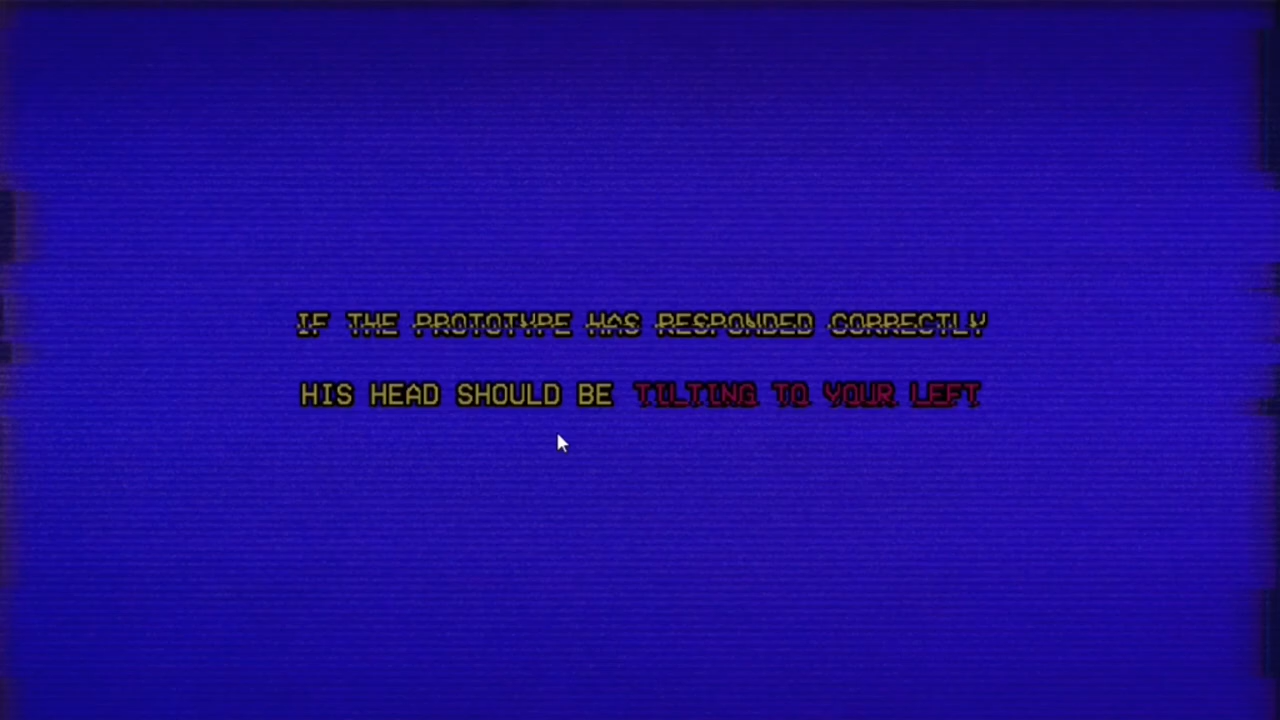 IF THE PROTOTYPE HAS RESPONDED CORRECTLY
HIS HEAD SHOULD BE TILTING TO YOUR LEFT